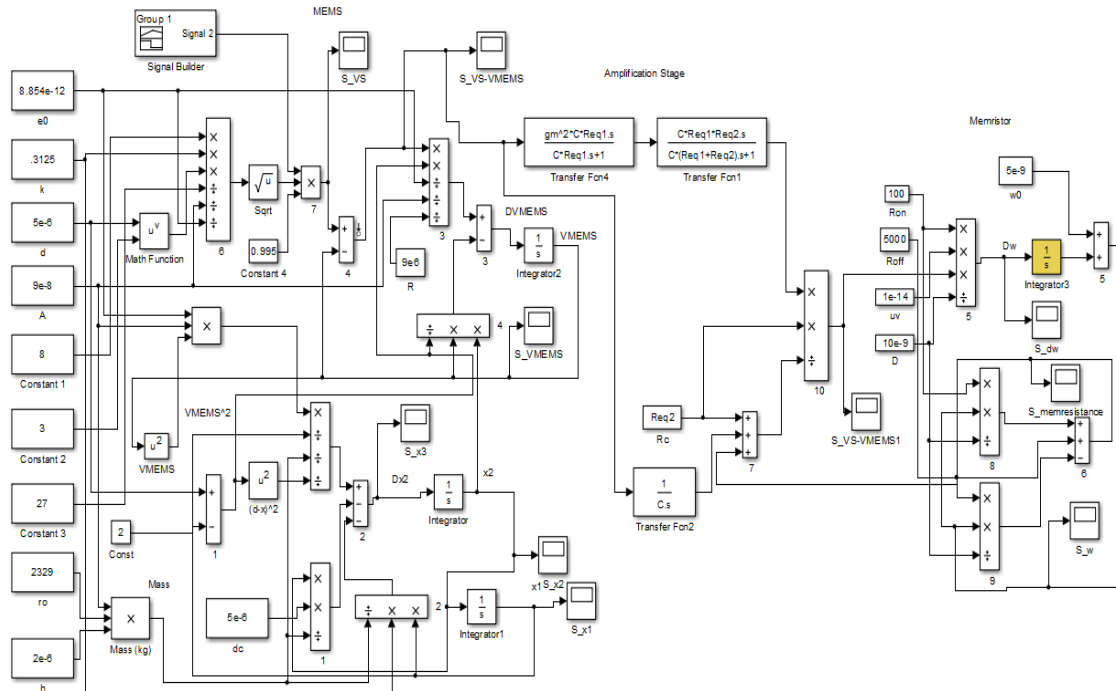 MEMS
Group 1
Signal 2
Signal Builder
S_VS
S_VS-VMEMS
Amplification Stage
Memristor
8.854e-12
e0
.3125
k
5e-6
d
9e-8
A
8
Constant 1
3
Constant 2
27
Constant 3
2329
ro
2e-6
h
u^v
Math Function
× × × ÷ ÷ ÷
6
√u
Sqrt
×
7
0.995
Constant 4
+ −
4
× × ÷ ÷ ÷
3
9e6
R
DVMEMS
+ −
3
VMEMS
1/s
Integrator2
÷ × ×
4
S_VMEMS
gm^2*C*Req1.s
C*Req1.s+1
Transfer Fcn4
C*Req1*Req2.s
C*(Req1+Req2).s+1
Transfer Fcn1
5e-9
w0
100
Ron
5000
Roff
1e-14
uv
10e-9
D
× × × ÷
5
Dw
1/s
Integrator3
+ +
5
S_dw
× × ÷
10
S_VS-VMEMS1
S_memresistance
× × ÷
8
+ + −
6
× × ÷
9
S_w
Req2
Rc
+ + +
7
1
C.s
Transfer Fcn2
×
VMEMS^2
u²
VMEMS
2
Const
+ −
1
u²
(d-x)^2
× ÷ ÷ ÷
S_x3
+ − −
2
Dx2
1/s
Integrator
x2
S_x2
x1
Mass
×
Mass (kg)
5e-6
dc
× × ÷
1
÷ × ×
2
1/s
Integrator1
S_x1